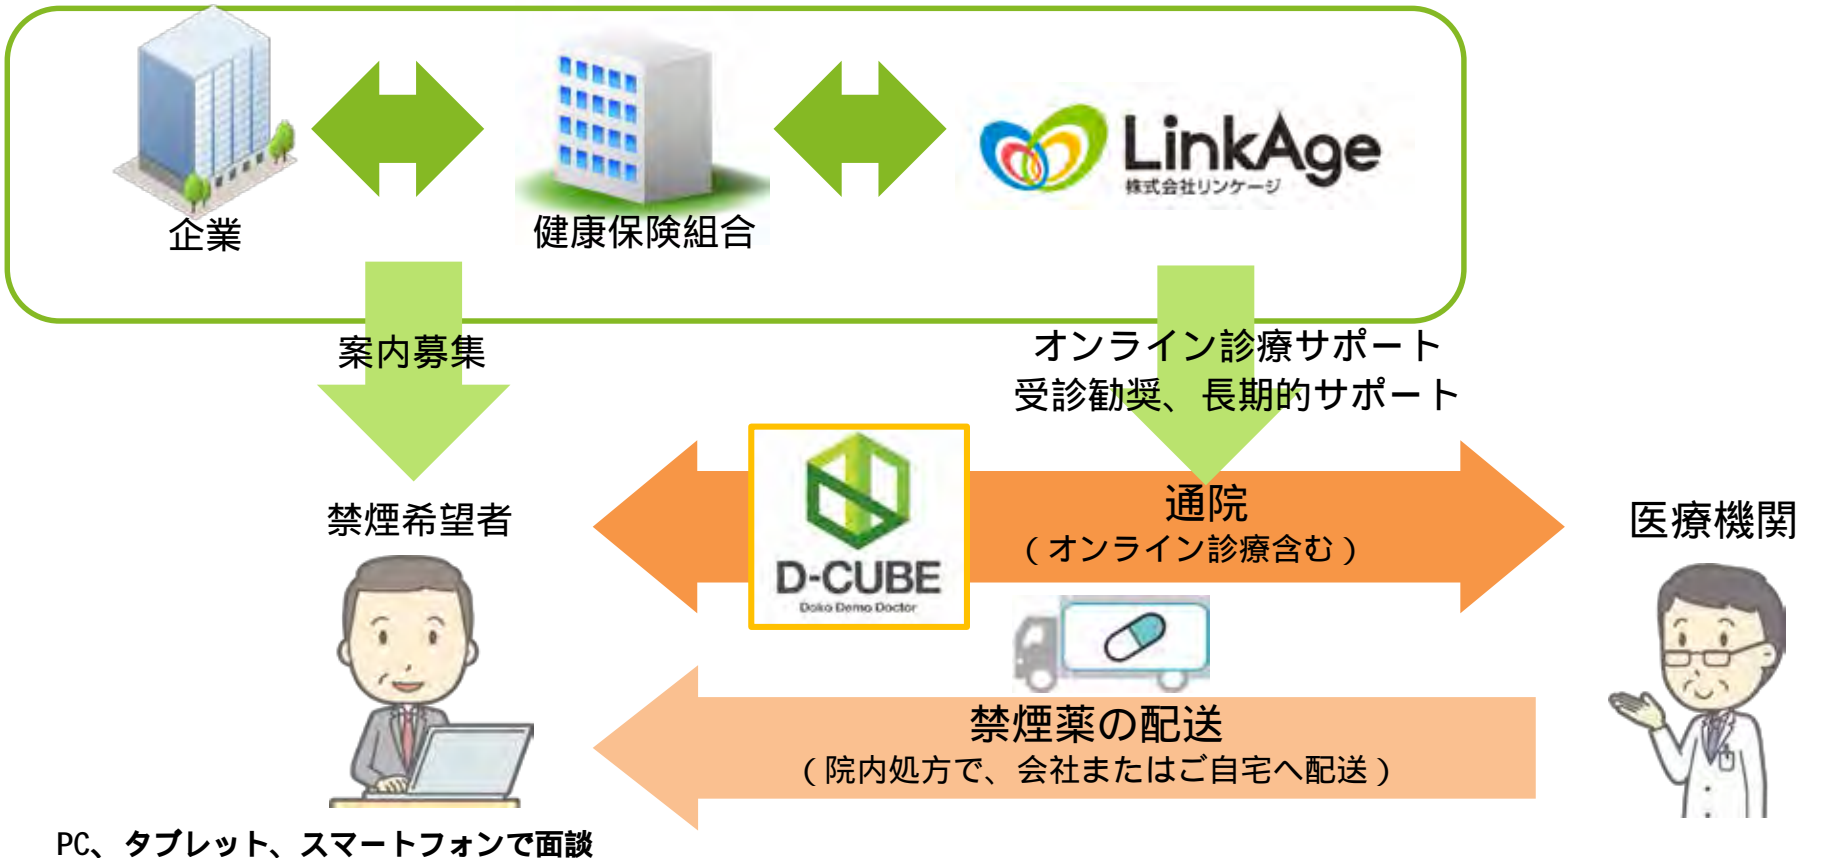 LinkAge
株式会社リンケージ
企業
健康保険組合
案内募集
オンライン診療サポート
受診勧奨、長期的サポート
禁煙希望者
D-CUBE
Doko Demo Doctor
通院
（オンライン診療含む）
医療機関
禁煙薬の配送
（院内処方で、会社またはご自宅へ配送）
PC、タブレット、スマートフォンで面談